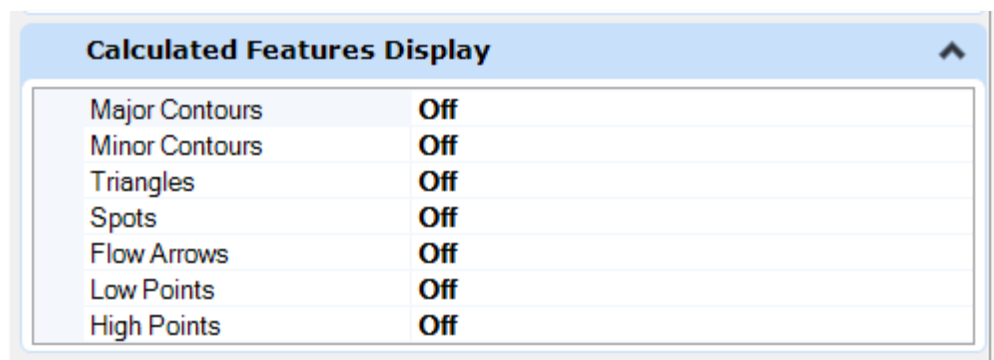 Calculated Features Display
Major Contours Off
Minor Contours Off
Triangles Off
Spots Off
Flow Arrows Off
Low Points Off
High Points Off